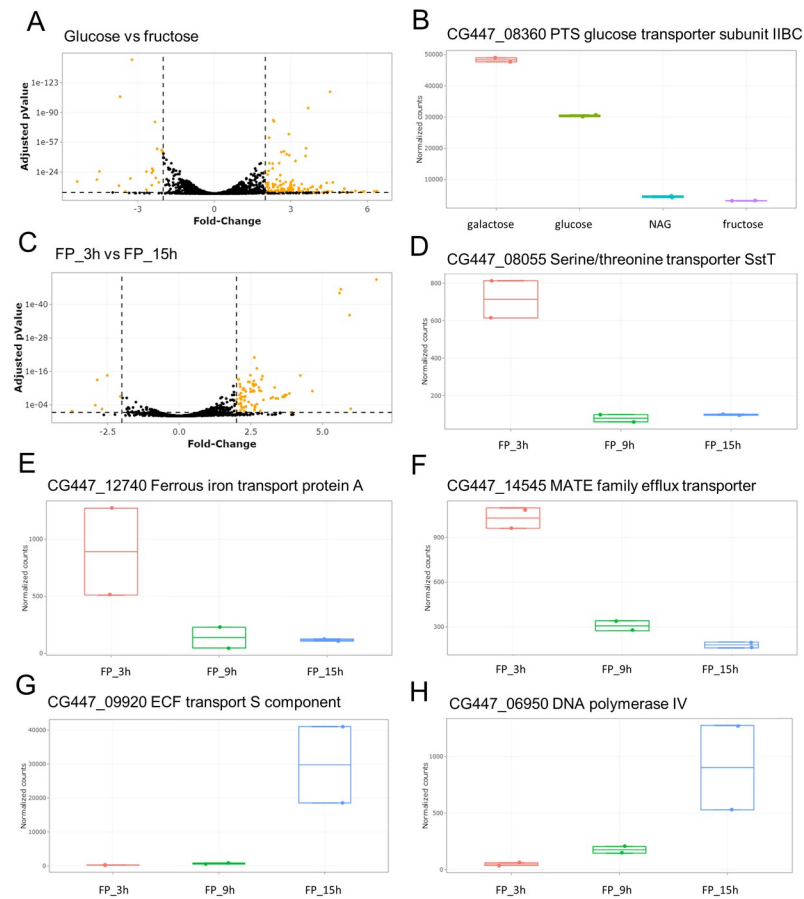 A
Glucose vs fructose
Adjusted pValue
1e-123
1e-90
1e-57
1e-24
-3
0
3
6
Fold-Change
B
CG447_08360 PTS glucose transporter subunit IIBC
Normalized counts
50000
30000
10000
galactose
glucose
NAG
fructose
C
FP_3h vs FP_15h
Adjusted pValue
1e-40
1e-28
1e-16
1e-04
-2.5
0.0
2.5
5.0
Fold-Change
D
CG447_08055 Serine/threonine transporter SstT
Normalized counts
800
600
400
200
FP_3h
FP_9h
FP_15h
E
CG447_12740 Ferrous iron transport protein A
Normalized counts
1000
500
0
FP_3h
FP_9h
FP_15h
F
CG447_14545 MATE family efflux transporter
Normalized counts
900
600
300
FP_3h
FP_9h
FP_15h
G
CG447_09920 ECF transport S component
Normalized counts
40000
30000
20000
10000
0
FP_3h
FP_9h
FP_15h
H
CG447_06950 DNA polymerase IV
Normalized counts
1000
500
0
FP_3h
FP_9h
FP_15h